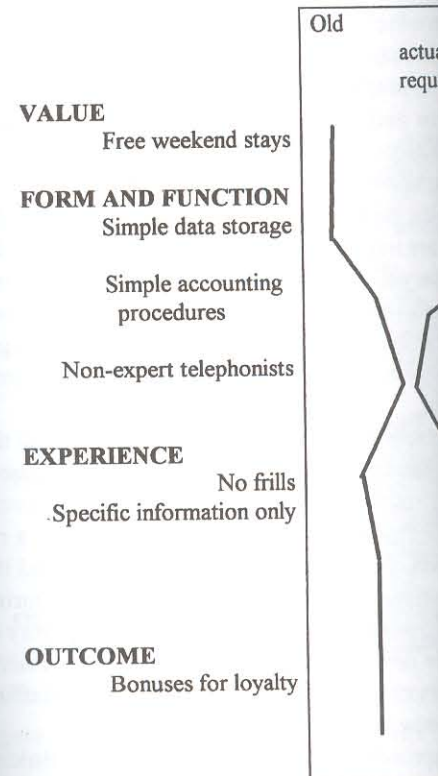 Old
VALUE
Free weekend stays
FORM AND FUNCTION
Simple data storage
Simple accounting
procedures
Non-expert telephonists
EXPERIENCE
No frills
Specific information only
OUTCOME
Bonuses for loyalty